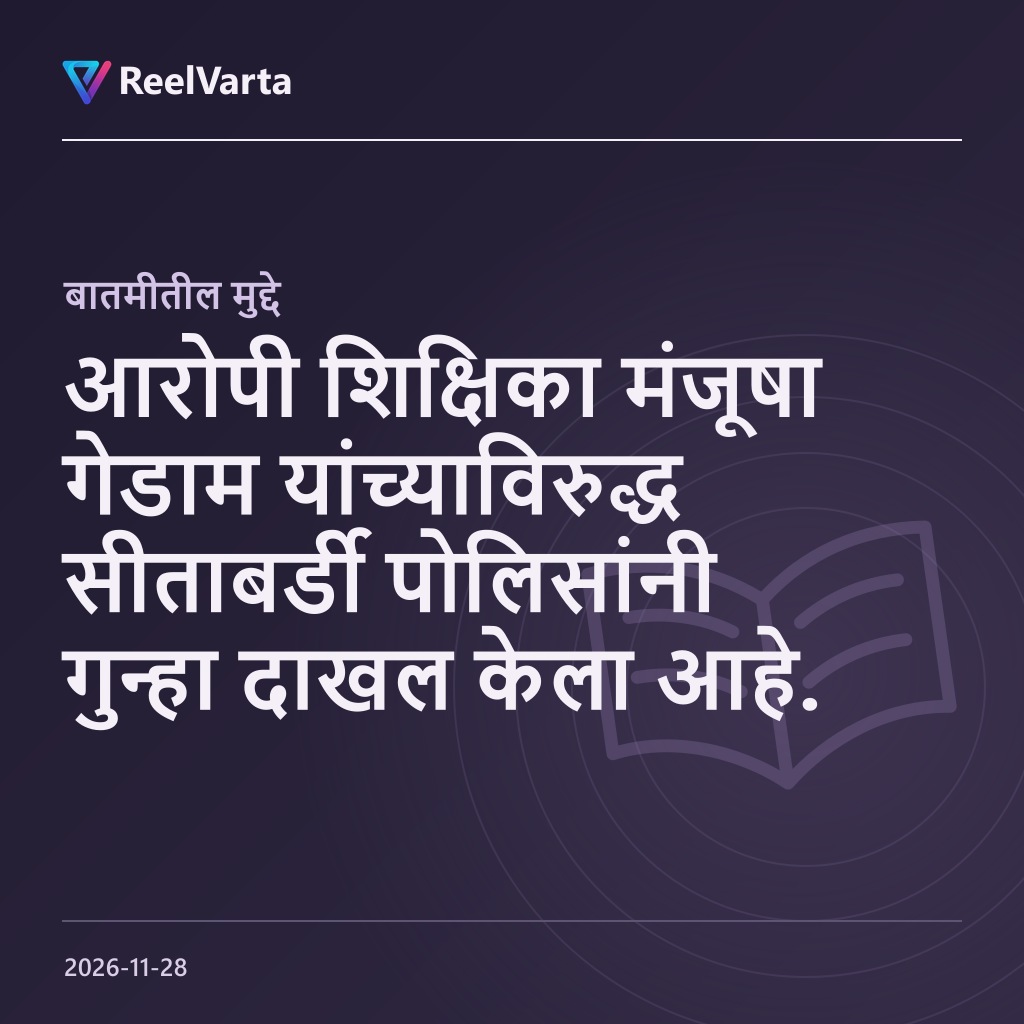 ReelVarta
बातमीतील मुद्दे
आरोपी शिक्षिका मंजूषा
गेडाम यांच्याविरुद्ध
सीताबर्डी पोलिसांनी
गुन्हा दाखल केला आहे.
2026-11-28